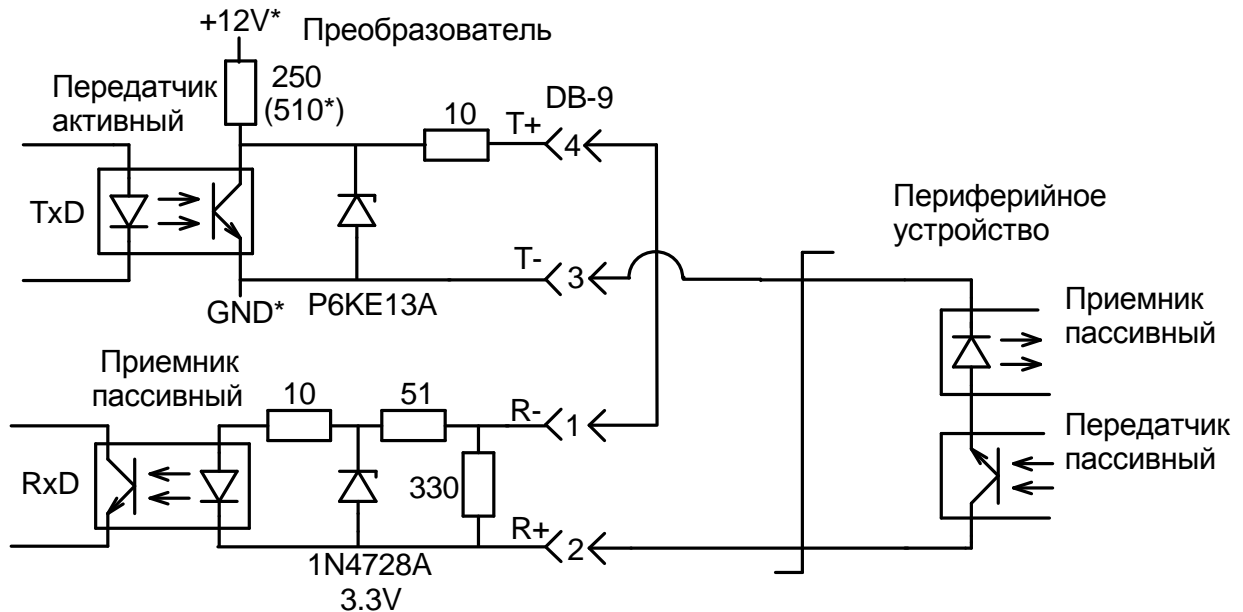 +12V*
Преобразователь
Передатчик
активный
250
(510*)
10
T+
DB-9
4
TxD
T-
3
GND*
P6KE13A
Периферийное
устройство
Приемник
пассивный
Приемник
пассивный
10
51
R-
1
Передатчик
пассивный
RxD
330
R+
2
1N4728A
3.3V